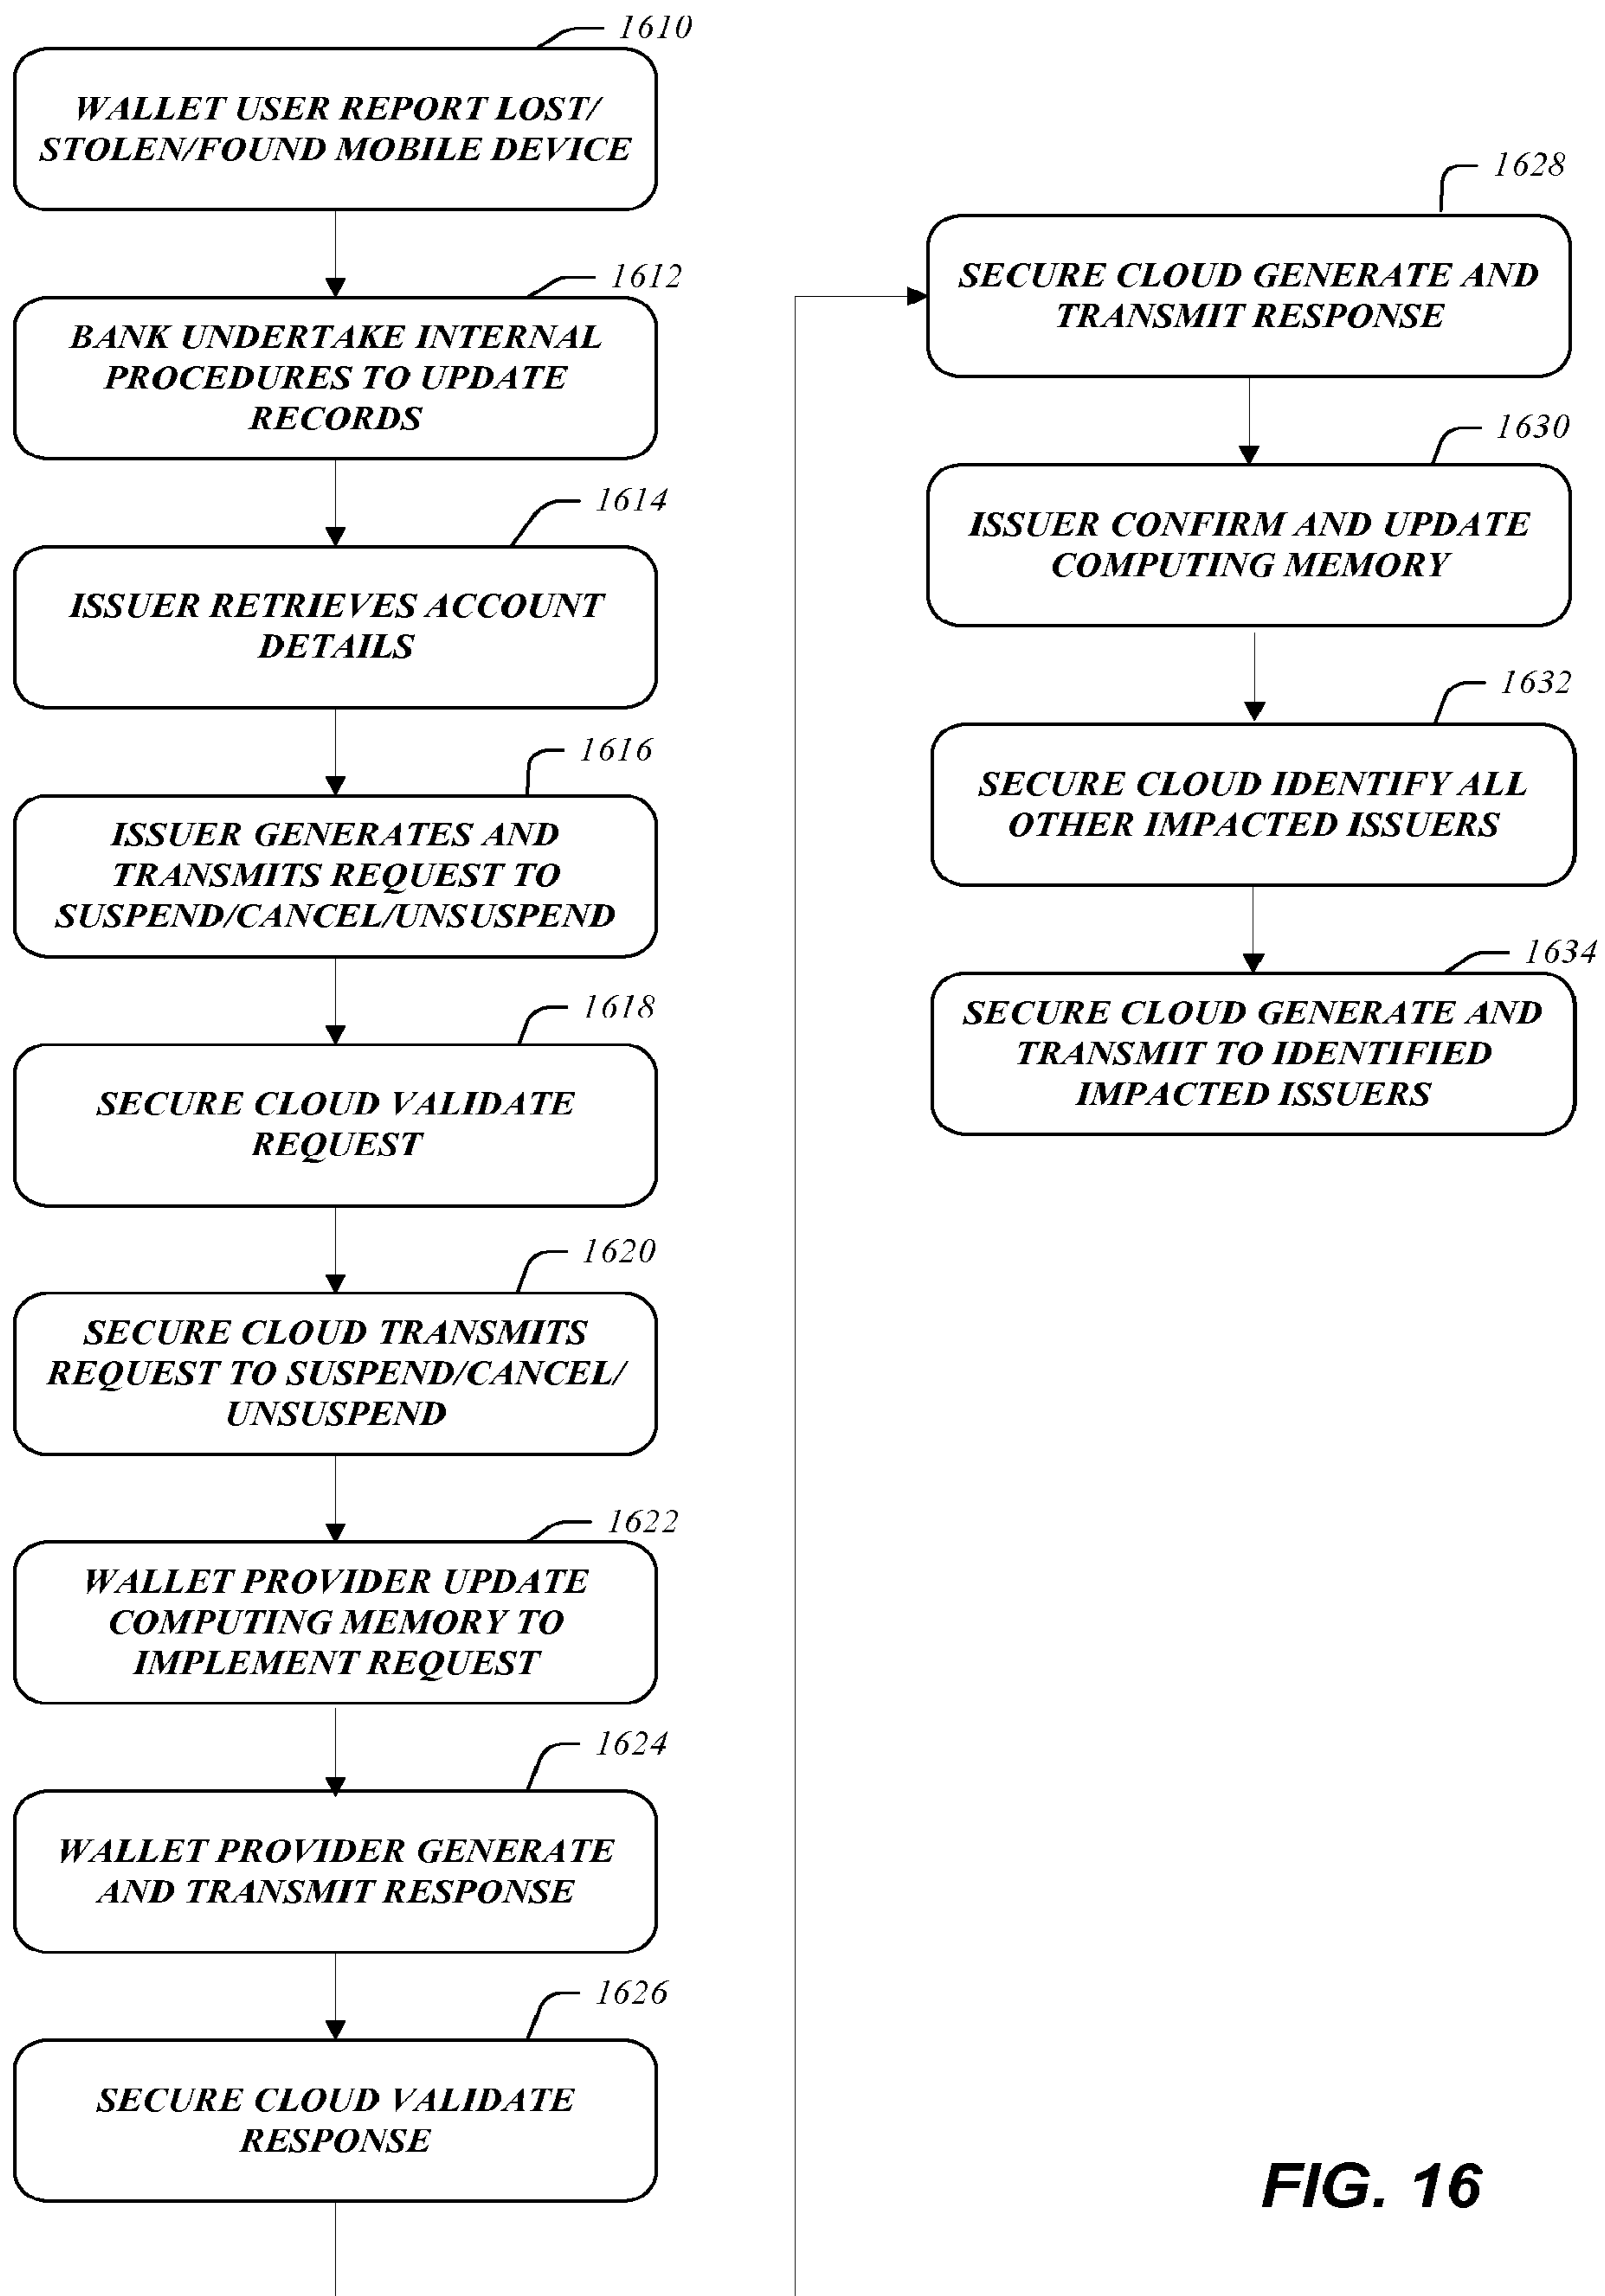 1610
WALLET USER REPORT LOST/
STOLEN/FOUND MOBILE DEVICE
1612
BANK UNDERTAKE INTERNAL
PROCEDURES TO UPDATE
RECORDS
1614
ISSUER RETRIEVES ACCOUNT
DETAILS
1616
ISSUER GENERATES AND
TRANSMITS REQUEST TO
SUSPEND/CANCEL/UNSUSPEND
1618
SECURE CLOUD VALIDATE
REQUEST
1620
SECURE CLOUD TRANSMITS
REQUEST TO SUSPEND/CANCEL/
UNSUSPEND
1622
WALLET PROVIDER UPDATE
COMPUTING MEMORY TO
IMPLEMENT REQUEST
1624
WALLET PROVIDER GENERATE
AND TRANSMIT RESPONSE
1626
SECURE CLOUD VALIDATE
RESPONSE
1628
SECURE CLOUD GENERATE AND
TRANSMIT RESPONSE
1630
ISSUER CONFIRM AND UPDATE
COMPUTING MEMORY
1632
SECURE CLOUD IDENTIFY ALL
OTHER IMPACTED ISSUERS
1634
SECURE CLOUD GENERATE AND
TRANSMIT TO IDENTIFIED
IMPACTED ISSUERS
FIG. 16